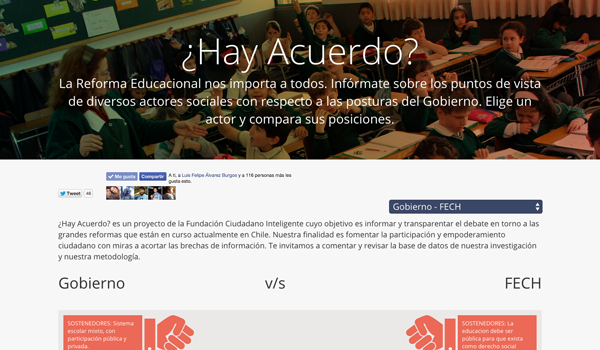 ¿Hay Acuerdo?
La Reforma Educacional nos importa a todos. Infórmate sobre los puntos de vista
de diversos actores sociales con respecto a las posturas del Gobierno. Elige un
actor y compara sus posiciones.
Tweet 46
Me gusta Compartir A ti, a Luis Felipe Álvarez Burgos y a 116 personas más les
gusta esto.
Gobierno - FECH
¿Hay Acuerdo? es un proyecto de la Fundación Ciudadano Inteligente cuyo objetivo es informar y transparentar el debate en torno a las
grandes reformas que están en curso actualmente en Chile. Nuestra finalidad es fomentar la participación y empoderamiento
ciudadano con miras a acortar las brechas de información. Te invitamos a comentar y revisar la base de datos de nuestra investigación
y nuestra metodología.
Gobierno v/s FECH
SOSTENEDORES: Sistema
escolar mixto, con
participación pública y
privada.
SOSTENEDORES: La
educacion debe ser
pública para que exista
como derecho social